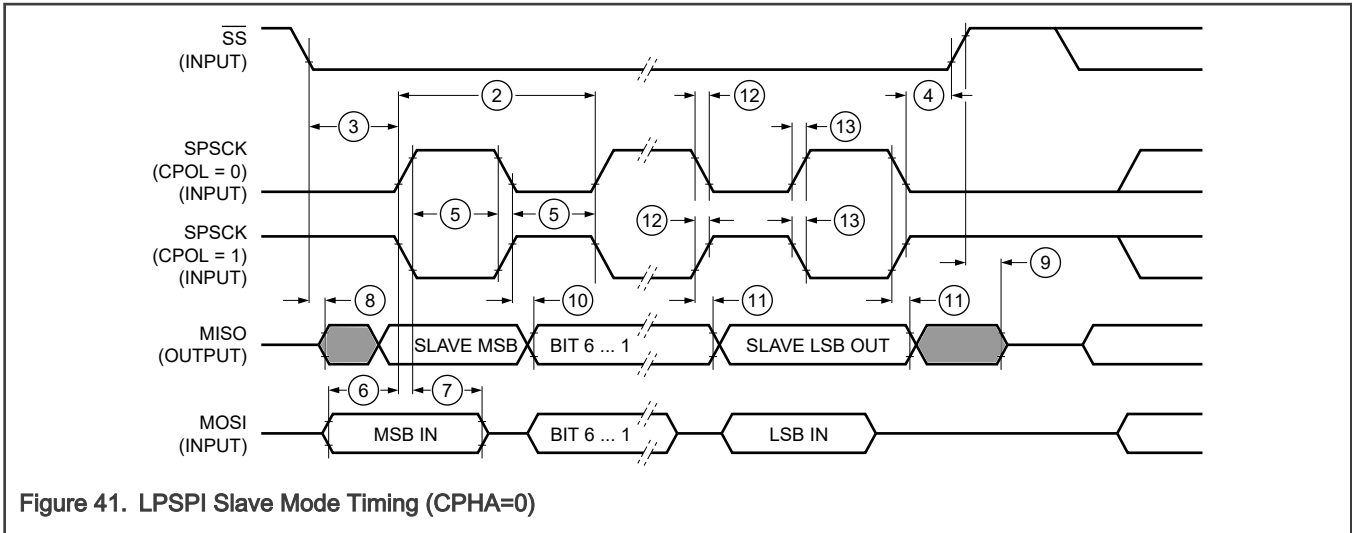 SS
(INPUT)
2
12
4
3
13
SPSCK
(CPOL = 0)
(INPUT)
5
5
12
13
SPSCK
(CPOL = 1)
(INPUT)
9
8
10
11
11
MISO
(OUTPUT)
SLAVE MSB
BIT 6 ... 1
SLAVE LSB OUT
6
7
MOSI
(INPUT)
MSB IN
BIT 6 ... 1
LSB IN
Figure 41. LPSPI Slave Mode Timing (CPHA=0)